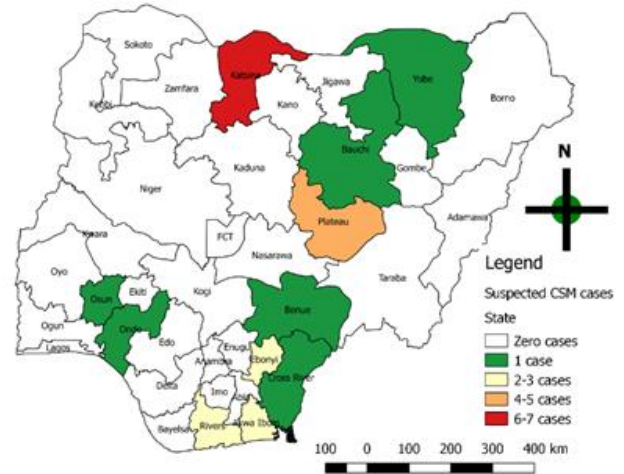 Sokoto
Katsina
Yobe
Zamfara
Jigawa
Borno
Kebbi
Kano
Bauchi
Kaduna
Gombe
Niger
Adamawa
Plateau
FCT
Kwara
Nasarawa
Taraba
Oyo
Kogi
Osun
Ekiti
Benue
Ogun
Ondo
Edo
Enugu
Ebonyi
Lagos
Anambra
Cross River
Delta
Imo
Abia
Bayelsa
Rivers
Akwa Ibom
N
Legend
Suspected CSM cases
State
Zero cases
1 case
2-3 cases
4-5 cases
6-7 cases
100 0 100 200 300 400 km